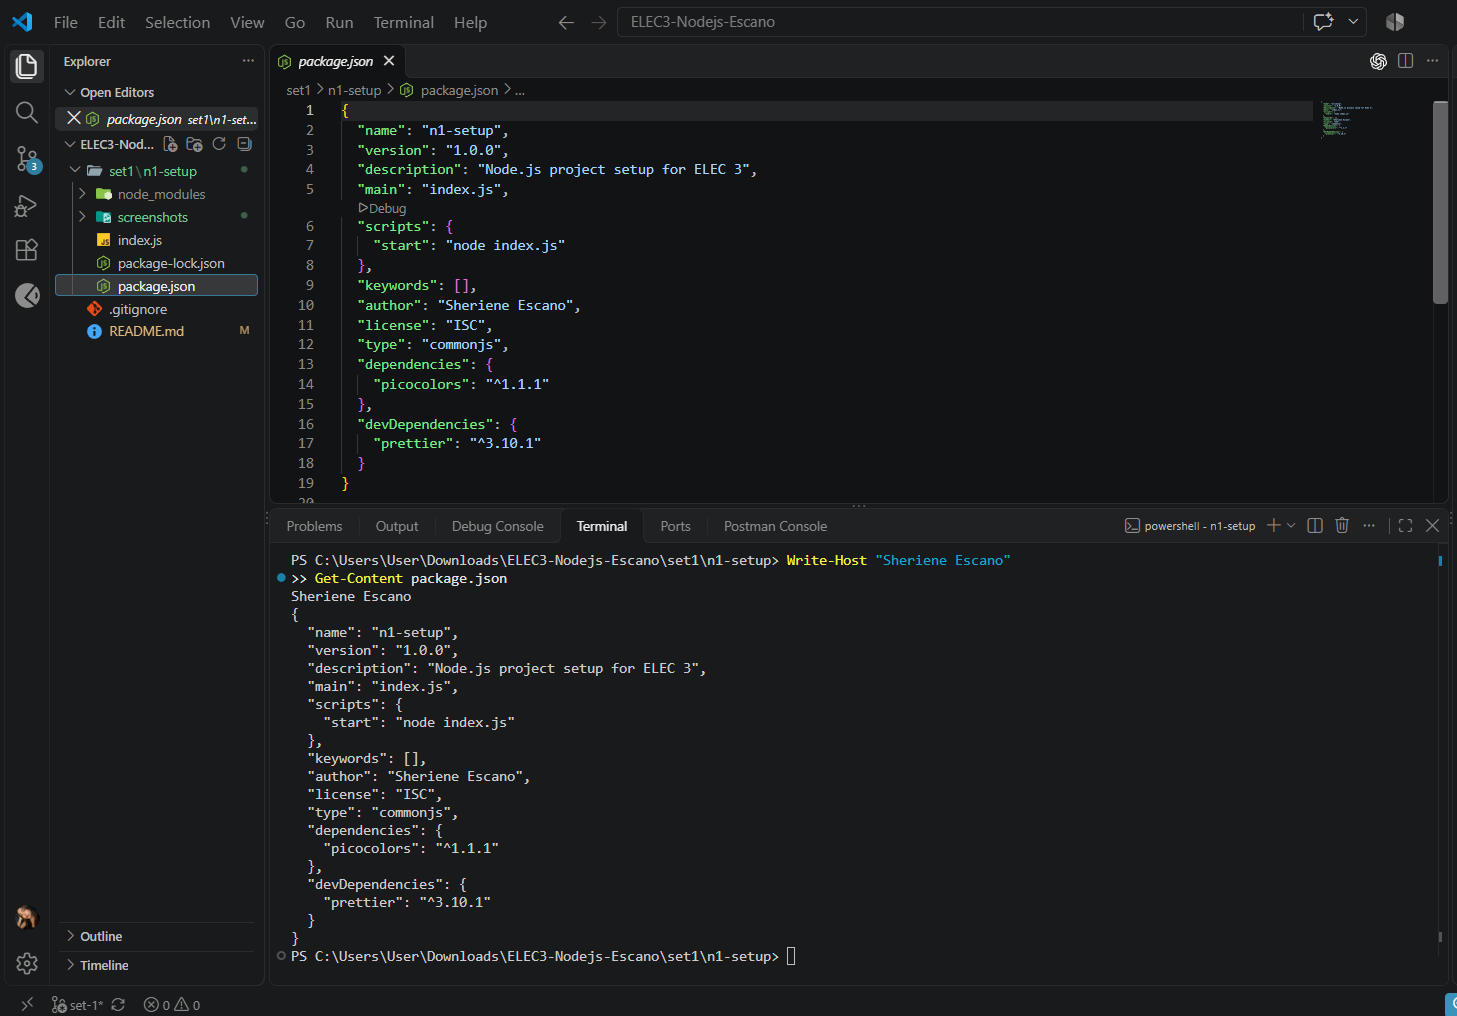 File Edit Selection View Go Run Terminal Help
ELEC3-Nodejs-Escano
Explorer
Open Editors
package.json set1\n1-set...
ELEC3-Nod...
set1\n1-setup
node_modules
screenshots
index.js
package-lock.json
package.json
.gitignore
README.md M
Outline
Timeline
3
package.json
set1 > n1-setup > package.json > ...
1 {
2 "name": "n1-setup",
3 "version": "1.0.0",
4 "description": "Node.js project setup for ELEC 3",
5 "main": "index.js",
Debug
6 "scripts": {
7 "start": "node index.js"
8 },
9 "keywords": [],
10 "author": "Sheriene Escano",
11 "license": "ISC",
12 "type": "commonjs",
13 "dependencies": {
14 "picocolors": "^1.1.1"
15 },
16 "devDependencies": {
17 "prettier": "^3.10.1"
18 }
19 }
20
Problems Output Debug Console Terminal Ports Postman Console
powershell - n1-setup
PS C:\Users\User\Downloads\ELEC3-Nodejs-Escano\set1\n1-setup> Write-Host "Sheriene Escano"
>> Get-Content package.json
Sheriene Escano
{
"name": "n1-setup",
"version": "1.0.0",
"description": "Node.js project setup for ELEC 3",
"main": "index.js",
"scripts": {
"start": "node index.js"
},
"keywords": [],
"author": "Sheriene Escano",
"license": "ISC",
"type": "commonjs",
"dependencies": {
"picocolors": "^1.1.1"
},
"devDependencies": {
"prettier": "^3.10.1"
}
}
PS C:\Users\User\Downloads\ELEC3-Nodejs-Escano\set1\n1-setup>
set-1* 0 0